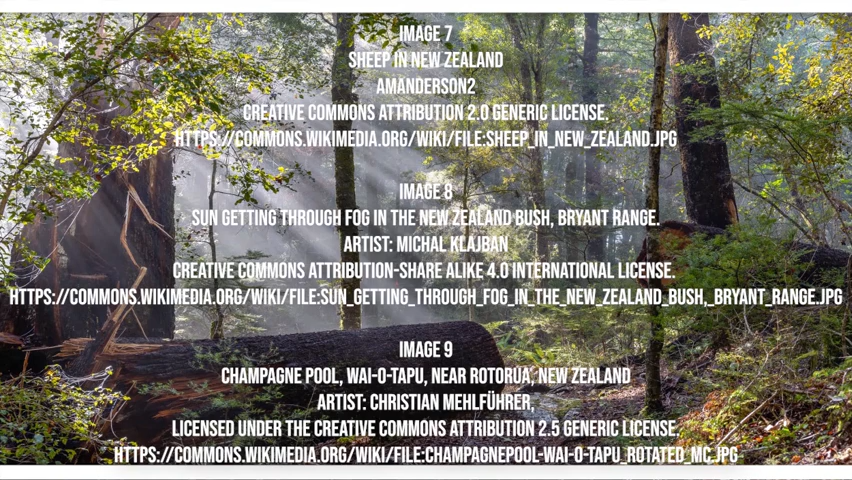 IMAGE 7
SHEEP IN NEW ZEALAND
AMANDERSON2
CREATIVE COMMONS ATTRIBUTION 2.0 GENERIC LICENSE.
HTTPS://COMMONS.WIKIMEDIA.ORG/WIKI/FILE:SHEEP_IN_NEW_ZEALAND.JPG
IMAGE 8
SUN GETTING THROUGH FOG IN THE NEW ZEALAND BUSH, BRYANT RANGE.
ARTIST: MICHAL KLAJBAN
CREATIVE COMMONS ATTRIBUTION-SHARE ALIKE 4.0 INTERNATIONAL LICENSE.
HTTPS://COMMONS.WIKIMEDIA.ORG/WIKI/FILE:SUN_GETTING_THROUGH_FOG_IN_THE_NEW_ZEALAND_BUSH,_BRYANT_RANGE.JPG
IMAGE 9
CHAMPAGNE POOL, WAI-O-TAPU, NEAR ROTORUA, NEW ZEALAND
ARTIST: CHRISTIAN MEHLFÜHRER,
LICENSED UNDER THE CREATIVE COMMONS ATTRIBUTION 2.5 GENERIC LICENSE.
HTTPS://COMMONS.WIKIMEDIA.ORG/WIKI/FILE:CHAMPAGNEPOOL-WAI-O-TAPU_ROTATED_MC.JPG